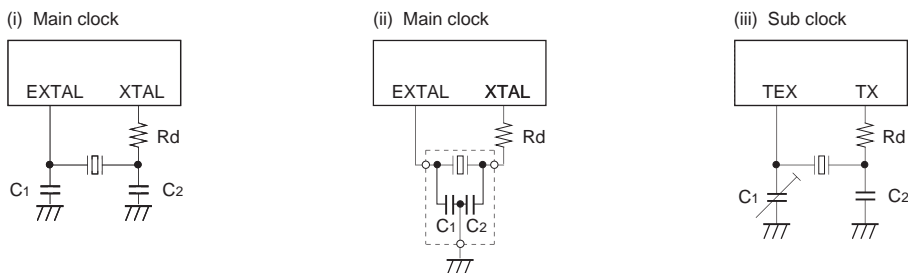 (i) Main clock
EXTAL XTAL
Rd
C1 C2
(ii) Main clock
EXTAL XTAL
Rd
C1 C2
(iii) Sub clock
TEX TX
Rd
C1 C2